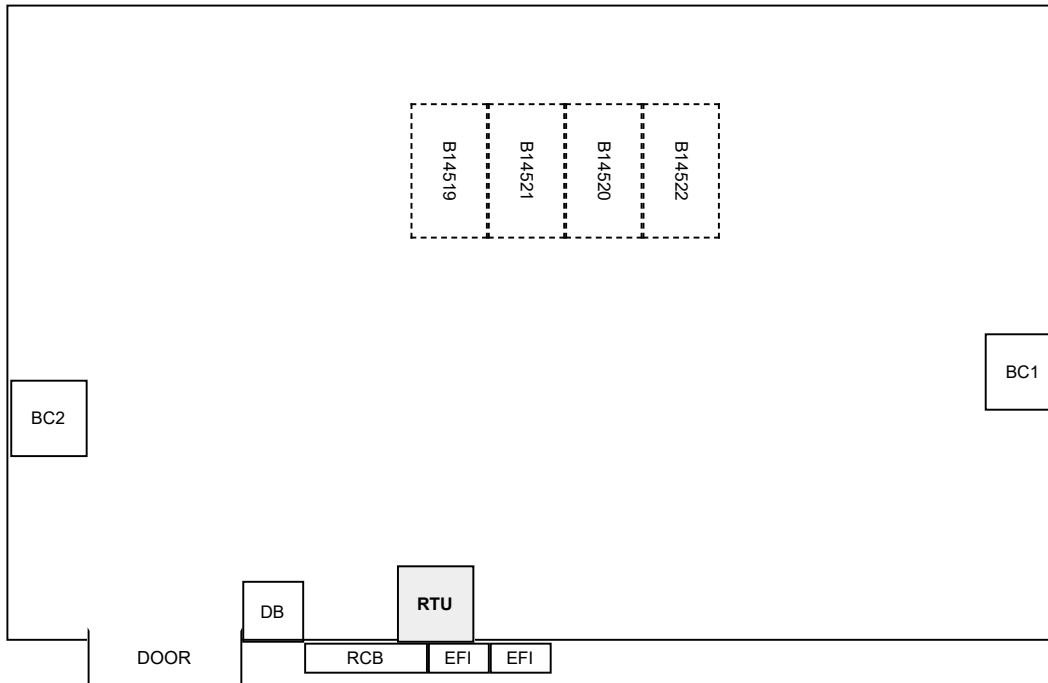 B14519
B14521
B14520
B14522
BC1
BC2
DB
RTU
DOOR
RCB
EFI
EFI